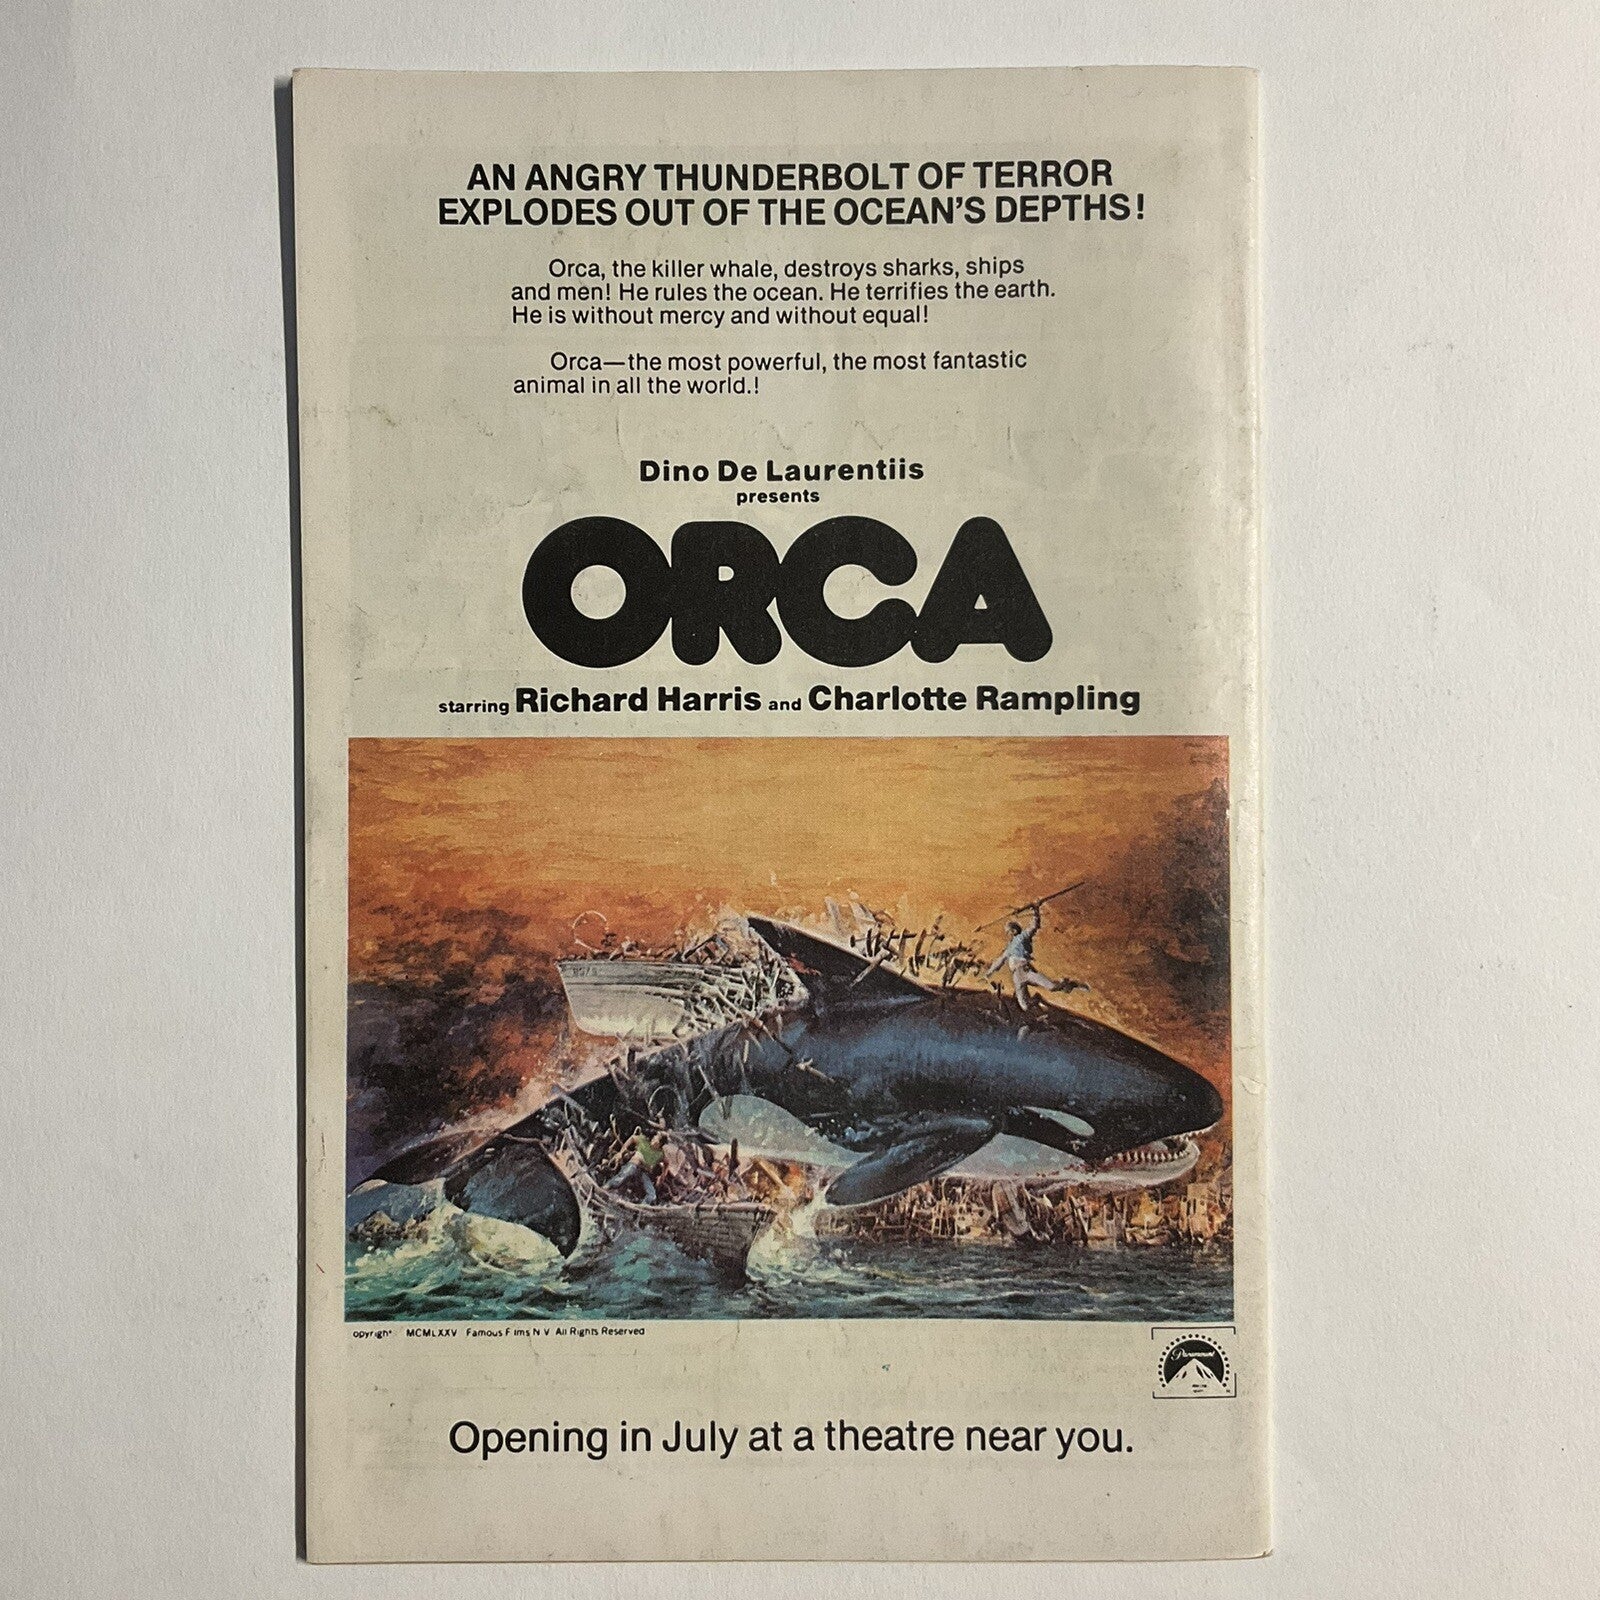 AN ANGRY THUNDERBOLT OF TERROR
EXPLODES OUT OF THE OCEAN'S DEPTHS!
Orca, the killer whale, destroys sharks, ships
and men! He rules the ocean. He terrifies the earth.
He is without mercy and without equal!
Orca—the most powerful, the most fantastic
animal in all the world.!
Dino De Laurentiis
presents
ORCA
starring Richard Harris and Charlotte Rampling
opyright MCMLXXV Famous F ims N V All Rights Reserved
Paramount
Opening in July at a theatre near you.